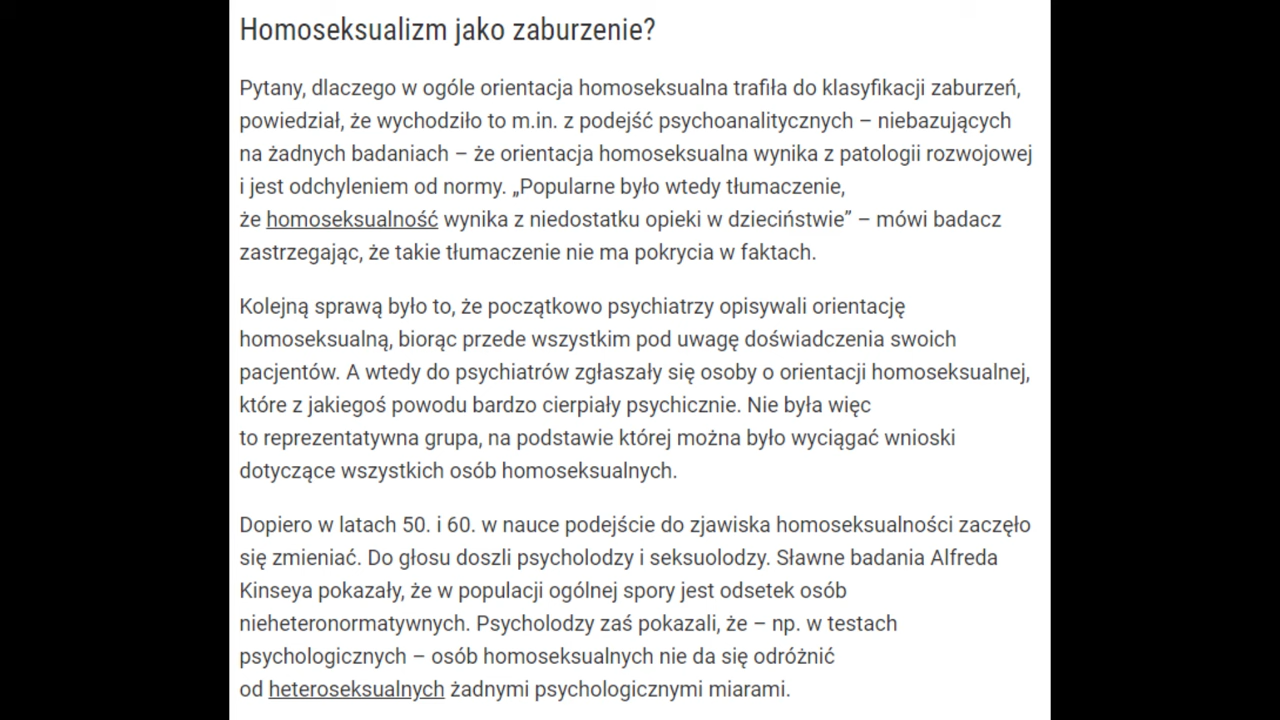 Homoseksualizm jako zaburzenie?
Pytany, dlaczego w ogóle orientacja homoseksualna trafiła do klasyfikacji zaburzeń,
powiedział, że wychodziło to m.in. z podejść psychoanalitycznych – niebazujących
na żadnych badaniach – że orientacja homoseksualna wynika z patologii rozwojowej
i jest odchyleniem od normy. „Popularne było wtedy tłumaczenie,
że homoseksualność wynika z niedostatku opieki w dzieciństwie” – mówi badacz
zastrzegając, że takie tłumaczenie nie ma pokrycia w faktach.
Kolejną sprawą było to, że początkowo psychiatrzy opisywali orientację
homoseksualną, biorąc przede wszystkim pod uwagę doświadczenia swoich
pacjentów. A wtedy do psychiatrów zgłaszały się osoby o orientacji homoseksualnej,
które z jakiegoś powodu bardzo cierpiały psychicznie. Nie była więc
to reprezentatywna grupa, na podstawie której można było wyciągać wnioski
dotyczące wszystkich osób homoseksualnych.
Dopiero w latach 50. i 60. w nauce podejście do zjawiska homoseksualności zaczęło
się zmieniać. Do głosu doszli psycholodzy i seksuolodzy. Sławne badania Alfreda
Kinseya pokazały, że w populacji ogólnej spory jest odsetek osób
nieheteronormatywnych. Psycholodzy zaś pokazali, że – np. w testach
psychologicznych – osób homoseksualnych nie da się odróżnić
od heteroseksualnych żadnymi psychologicznymi miarami.